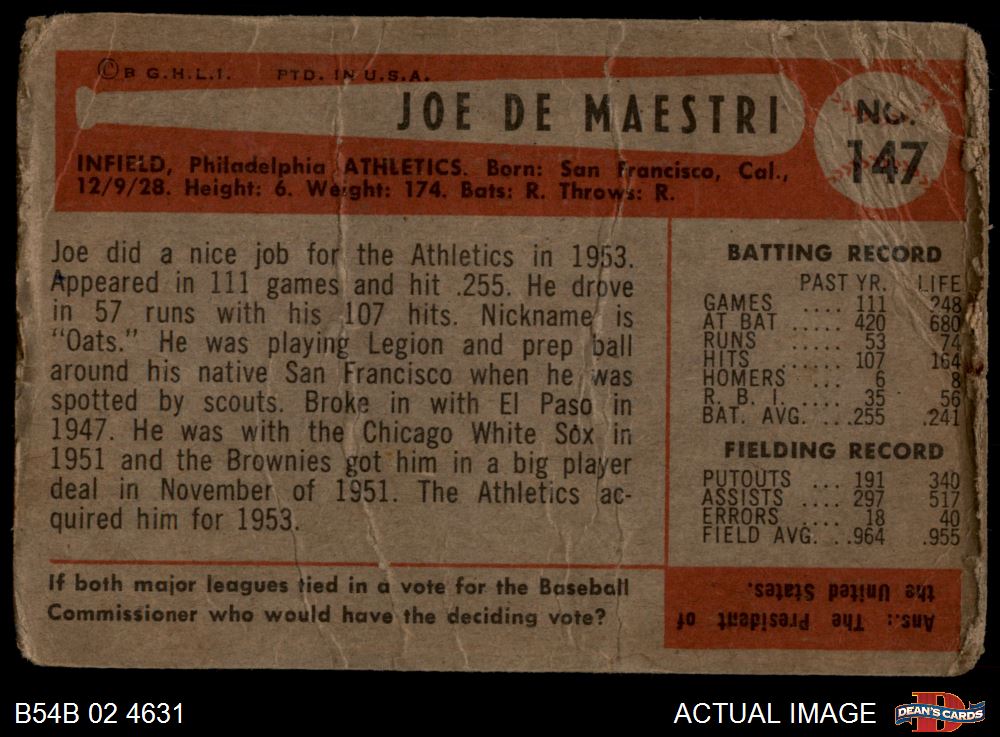 ©B G.H.L.I. PTD. IN U.S.A.
JOE DE MAESTRI
NO.
147
INFIELD, Philadelphia ATHLETICS. Born: San Francisco, Cal.,
12/9/28. Height: 6. Weight: 174. Bats: R. Throws: R.
Joe did a nice job for the Athletics in 1953.
Appeared in 111 games and hit .255. He drove
in 57 runs with his 107 hits. Nickname is
"Oats." He was playing Legion and prep ball
around his native San Francisco when he was
spotted by scouts. Broke in with El Paso in
1947. He was with the Chicago White Sox in
1951 and the Brownies got him in a big player
deal in November of 1951. The Athletics ac-
quired him for 1953.
BATTING RECORD
PAST YR. LIFE
GAMES .... 111 248
AT BAT ..... 420 680
RUNS ..... 53 74
HITS ...... 107 164
HOMERS ... 6 8
R. B. I. .... 35 56
BAT. AVG. ...255 .241
FIELDING RECORD
PUTOUTS ... 191 340
ASSISTS .... 297 517
ERRORS .... 18 40
FIELD AVG. ..964 .955
If both major leagues tied in a vote for the Baseball
Commissioner who would have the deciding vote?
Ans.: The President of
the United States.
B54B 02 4631
ACTUAL IMAGE
DEAN'S CARDS